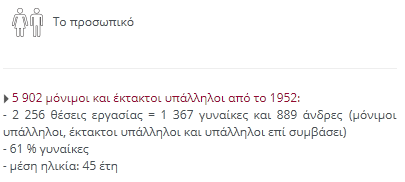 Το προσωπικό
5 902 μόνιμοι και έκτακτοι υπάλληλοι από το 1952:
- 2 256 θέσεις εργασίας = 1 367 γυναίκες και 889 άνδρες (μόνιμοι
υπάλληλοι, έκτακτοι υπάλληλοι και υπάλληλοι επί συμβάσει)
- 61 % γυναίκες
- μέση ηλικία: 45 έτη